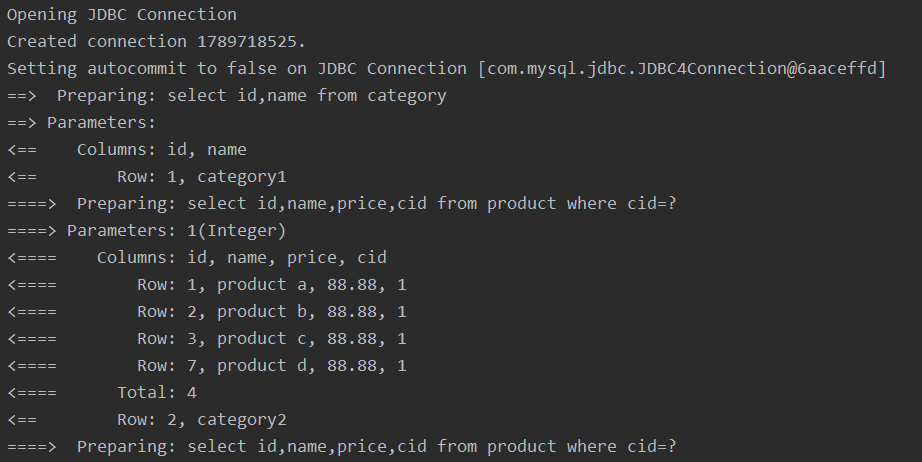 Opening JDBC Connection
Created connection 1789718525.
Setting autocommit to false on JDBC Connection [com.mysql.jdbc.JDBC4Connection@6aaceffd]
==>  Preparing: select id,name from category
==> Parameters:
<==    Columns: id, name
<==        Row: 1, category1
====>  Preparing: select id,name,price,cid from product where cid=?
====> Parameters: 1(Integer)
<====    Columns: id, name, price, cid
<====        Row: 1, product a, 88.88, 1
<====        Row: 2, product b, 88.88, 1
<====        Row: 3, product c, 88.88, 1
<====        Row: 7, product d, 88.88, 1
<====      Total: 4
<==        Row: 2, category2
====>  Preparing: select id,name,price,cid from product where cid=?